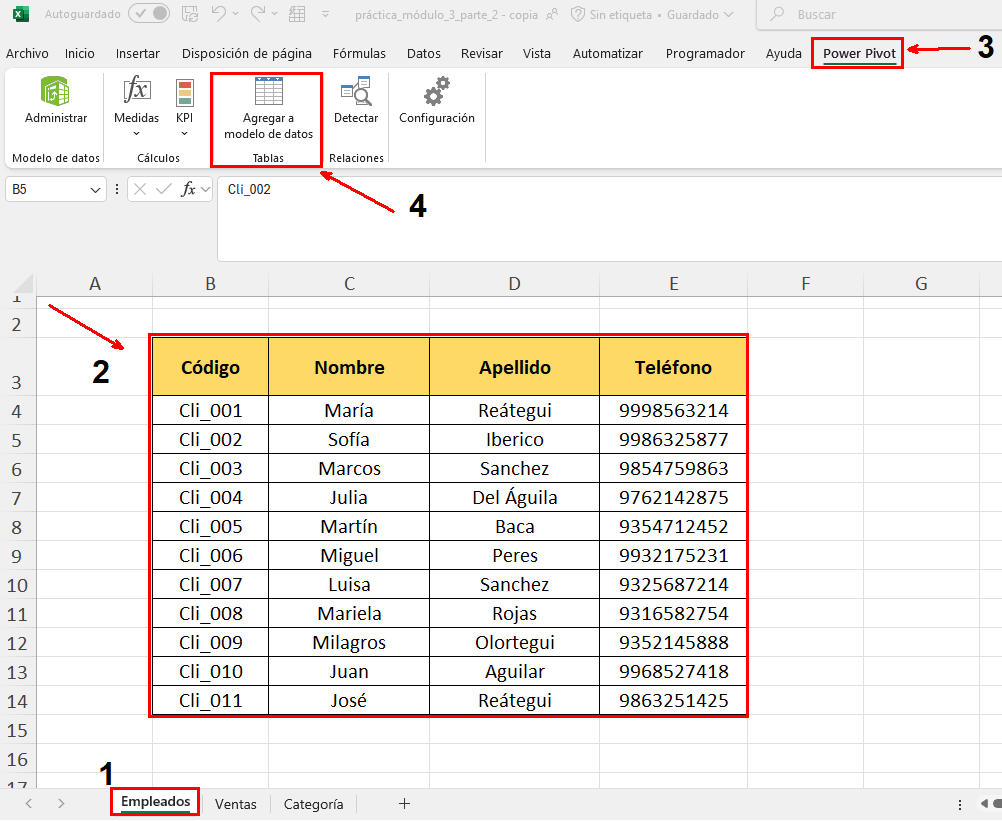 Autoguardado práctica_módulo_3_parte_2 - copia Sin etiqueta • Guardado Buscar
Archivo Inicio Insertar Disposición de página Fórmulas Datos Revisar Vista Automatizar Programador Ayuda Power Pivot 3
Administrar Medidas KPI Agregar a modelo de datos Detectar Configuración
Modelo de datos Cálculos Tablas Relaciones
4
B5 fx Cli_002
A B C D E F G
1
2
2
3 Código Nombre Apellido Teléfono
4 Cli_001 María Reátegui 9998563214
5 Cli_002 Sofía Iberico 9986325877
6 Cli_003 Marcos Sanchez 9854759863
7 Cli_004 Julia Del Águila 9762142875
8 Cli_005 Martín Baca 9354712452
9 Cli_006 Miguel Peres 9932175231
10 Cli_007 Luisa Sanchez 9325687214
11 Cli_008 Mariela Rojas 9316582754
12 Cli_009 Milagros Olortegui 9352145888
13 Cli_010 Juan Aguilar 9968527418
14 Cli_011 José Reátegui 9863251425
15
16
17
1
Empleados Ventas Categoría